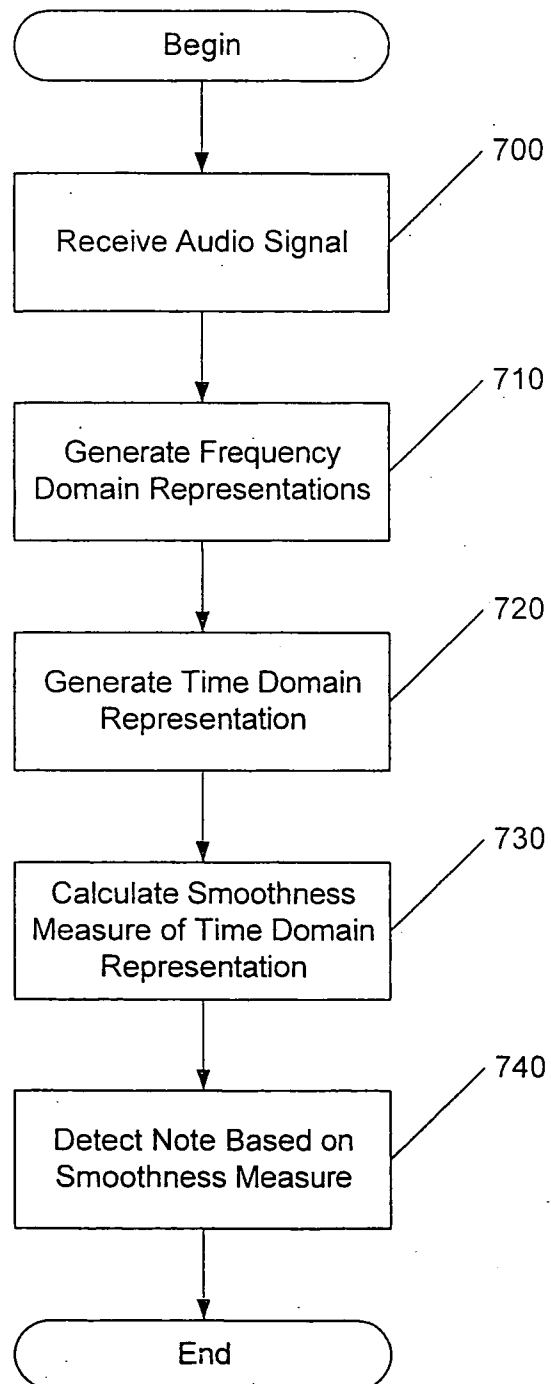 Begin
700
Receive Audio Signal
710
Generate Frequency
Domain Representations
720
Generate Time Domain
Representation
730
Calculate Smoothness
Measure of Time Domain
Representation
740
Detect Note Based on
Smoothness Measure
End